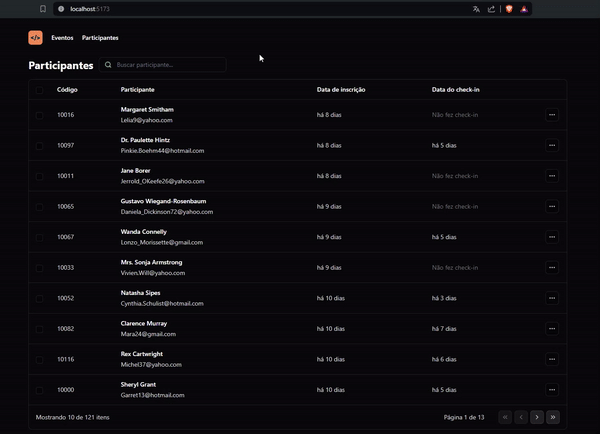 localhost:5173
</>
Eventos Participantes
Participantes
Buscar participante...
Código Participante Data de inscrição Data do check-in
10016 Margaret Smitham há 8 dias Não fez check-in
Lelia9@yahoo.com
10097 Dr. Paulette Hintz há 8 dias há 5 dias
Pinkie.Boehm44@hotmail.com
10011 Jane Borer há 8 dias Não fez check-in
Jerrold_OKeefe26@yahoo.com
10065 Gustavo Wiegand-Rosenbaum há 9 dias Não fez check-in
Daniela_Dickinson72@yahoo.com
10067 Wanda Connelly há 9 dias há 5 dias
Lonzo_Morissette@gmail.com
10033 Mrs. Sonja Armstrong há 9 dias Não fez check-in
Vivien.Will@yahoo.com
10052 Natasha Sipes há 10 dias há 3 dias
Cynthia.Schulist@hotmail.com
10082 Clarence Murray há 10 dias há 7 dias
Mara24@gmail.com
10116 Rex Cartwright há 10 dias há 6 dias
Michel37@yahoo.com
10000 Sheryl Grant há 10 dias há 5 dias
Garret13@hotmail.com
Mostrando 10 de 121 itens Página 1 de 13